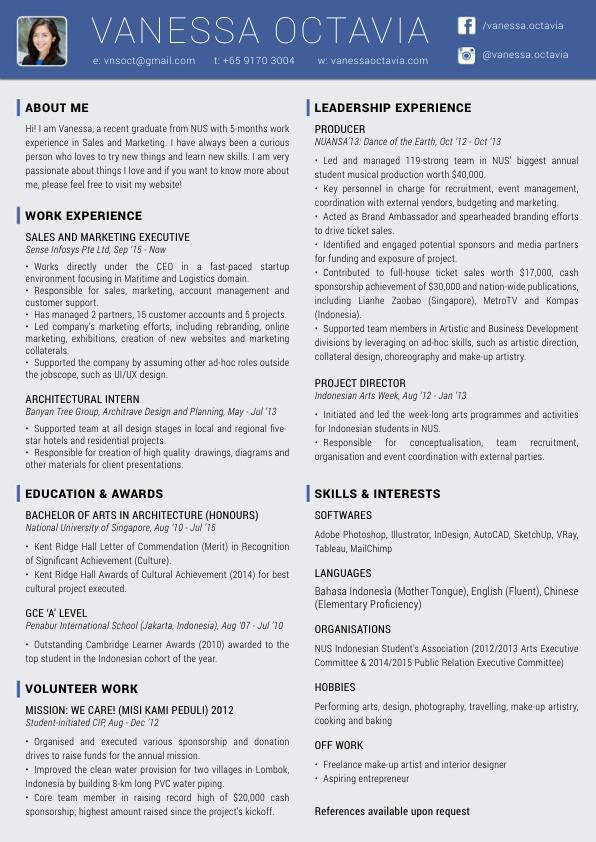 VANESSA OCTAVIA
e: vnsoct@gmail.com t: +65 9170 3004 w: vanessaoctavia.com
/vanessa.octavia
@vanessa.octavia
ABOUT ME
Hi! I am Vanessa, a recent graduate from NUS with 5-months work
experience in Sales and Marketing. I have always been a curious
person who loves to try new things and learn new skills. I am very
passionate about things I love and if you want to know more about
me, please feel free to visit my website!
WORK EXPERIENCE
SALES AND MARKETING EXECUTIVE
Sense Infosys Pte Ltd, Sep '15 - Now
• Works directly under the CEO in a fast-paced startup
environment focusing in Maritime and Logistics domain.
• Responsible for sales, marketing, account management and
customer support.
• Has managed 2 partners, 15 customer accounts and 5 projects.
• Led company's marketing efforts, including rebranding, online
marketing, exhibitions, creation of new websites and marketing
collaterals.
• Supported the company by assuming other ad-hoc roles outside
the jobscope, such as UI/UX design.
ARCHITECTURAL INTERN
Banyan Tree Group, Architrave Design and Planning, May - Jul '13
• Supported team at all design stages in local and regional five-
star hotels and residential projects.
• Responsible for creation of high quality drawings, diagrams and
other materials for client presentations.
EDUCATION & AWARDS
BACHELOR OF ARTS IN ARCHITECTURE (HONOURS)
National University of Singapore, Aug '10 - Jul '15
• Kent Ridge Hall Letter of Commendation (Merit) in Recognition
of Significant Achievement (Culture).
• Kent Ridge Hall Awards of Cultural Achievement (2014) for best
cultural project executed.
GCE 'A' LEVEL
Penabur International School (Jakarta, Indonesia), Aug '07 - Jul '10
• Outstanding Cambridge Learner Awards (2010) awarded to the
top student in the Indonesian cohort of the year.
VOLUNTEER WORK
MISSION: WE CARE! (MISI KAMI PEDULI) 2012
Student-initiated CIP, Aug - Dec '12
• Organised and executed various sponsorship and donation
drives to raise funds for the annual mission.
• Improved the clean water provision for two villages in Lombok,
Indonesia by building 8-km long PVC water piping.
• Core team member in raising record high of $20,000 cash
sponsorship; highest amount raised since the project's kickoff.
LEADERSHIP EXPERIENCE
PRODUCER
NUANSA'13: Dance of the Earth, Oct '12 - Oct '13
• Led and managed 119-strong team in NUS' biggest annual
student musical production worth $40,000.
• Key personnel in charge for recruitment, event management,
coordination with external vendors, budgeting and marketing.
• Acted as Brand Ambassador and spearheaded branding efforts
to drive ticket sales.
• Identified and engaged potential sponsors and media partners
for funding and exposure of project.
• Contributed to full-house ticket sales worth $17,000, cash
sponsorship achievement of $30,000 and nation-wide publications,
including Lianhe Zaobao (Singapore), MetroTV and Kompas
(Indonesia).
• Supported team members in Artistic and Business Development
divisions by leveraging on ad-hoc skills, such as artistic direction,
collateral design, choreography and make-up artistry.
PROJECT DIRECTOR
Indonesian Arts Week, Aug '12 - Jan '13
• Initiated and led the week-long arts programmes and activities
for Indonesian students in NUS.
• Responsible for conceptualisation, team recruitment,
organisation and event coordination with external parties.
SKILLS & INTERESTS
SOFTWARES
Adobe Photoshop, Illustrator, InDesign, AutoCAD, SketchUp, VRay,
Tableau, MailChimp
LANGUAGES
Bahasa Indonesia (Mother Tongue), English (Fluent), Chinese
(Elementary Proficiency)
ORGANISATIONS
NUS Indonesian Student's Association (2012/2013 Arts Executive
Committee & 2014/2015 Public Relation Executive Committee)
HOBBIES
Performing arts, design, photography, travelling, make-up artistry,
cooking and baking
OFF WORK
• Freelance make-up artist and interior designer
• Aspiring entrepreneur
References available upon request